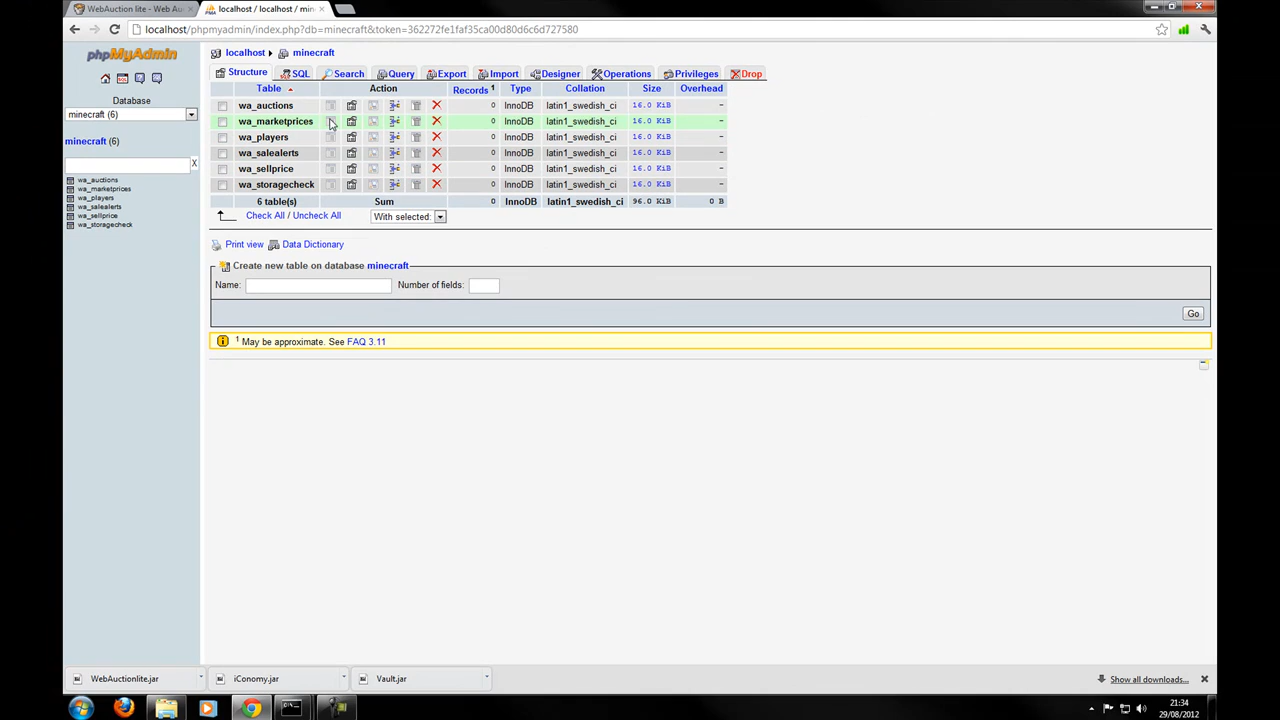 WebAuction lite - Web Au
localhost / localhost / min
localhost/phpmyadmin/index.php?db=minecraft&token=362272fe1faf35ca00d80d6c6d727580
phpMyAdmin
Database
minecraft (6)
minecraft (6)
X
wa_auctions
wa_marketprices
wa_players
wa_salealerts
wa_sellprice
wa_storagecheck
localhost minecraft
Structure SQL Search Query Export Import Designer Operations Privileges Drop
Table Action Records 1 Type Collation Size Overhead
wa_auctions 0 InnoDB latin1_swedish_ci 16.0 KiB -
wa_marketprices 0 InnoDB latin1_swedish_ci 16.0 KiB -
wa_players 0 InnoDB latin1_swedish_ci 16.0 KiB -
wa_salealerts 0 InnoDB latin1_swedish_ci 16.0 KiB -
wa_sellprice 0 InnoDB latin1_swedish_ci 16.0 KiB -
wa_storagecheck 0 InnoDB latin1_swedish_ci 16.0 KiB -
6 table(s) Sum 0 InnoDB latin1_swedish_ci 96.0 KiB 0 B
Check All / Uncheck All With selected:
Print view Data Dictionary
Create new table on database minecraft
Name: Number of fields:
Go
1 May be approximate. See FAQ 3.11
WebAuctionlite.jar iConomy.jar Vault.jar Show all downloads...
21:34
29/08/2012